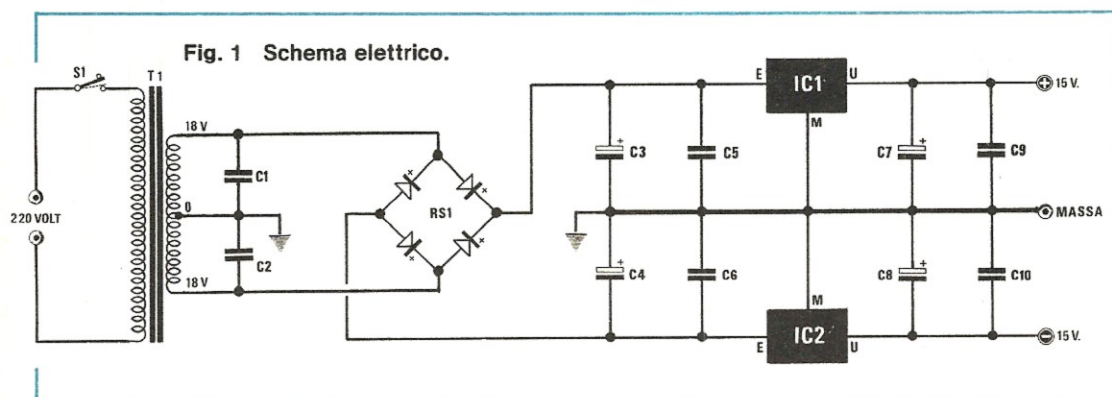 Fig. 1 Schema elettrico.
S1
T1
18 V
0
18 V
220 VOLT
C1
C2
RS1
C3
+
C5
C4
+
C6
E
IC1
U
M
M
E
IC2
U
C7
+
C9
C8
+
C10
+ 15 V.
MASSA
- 15 V.